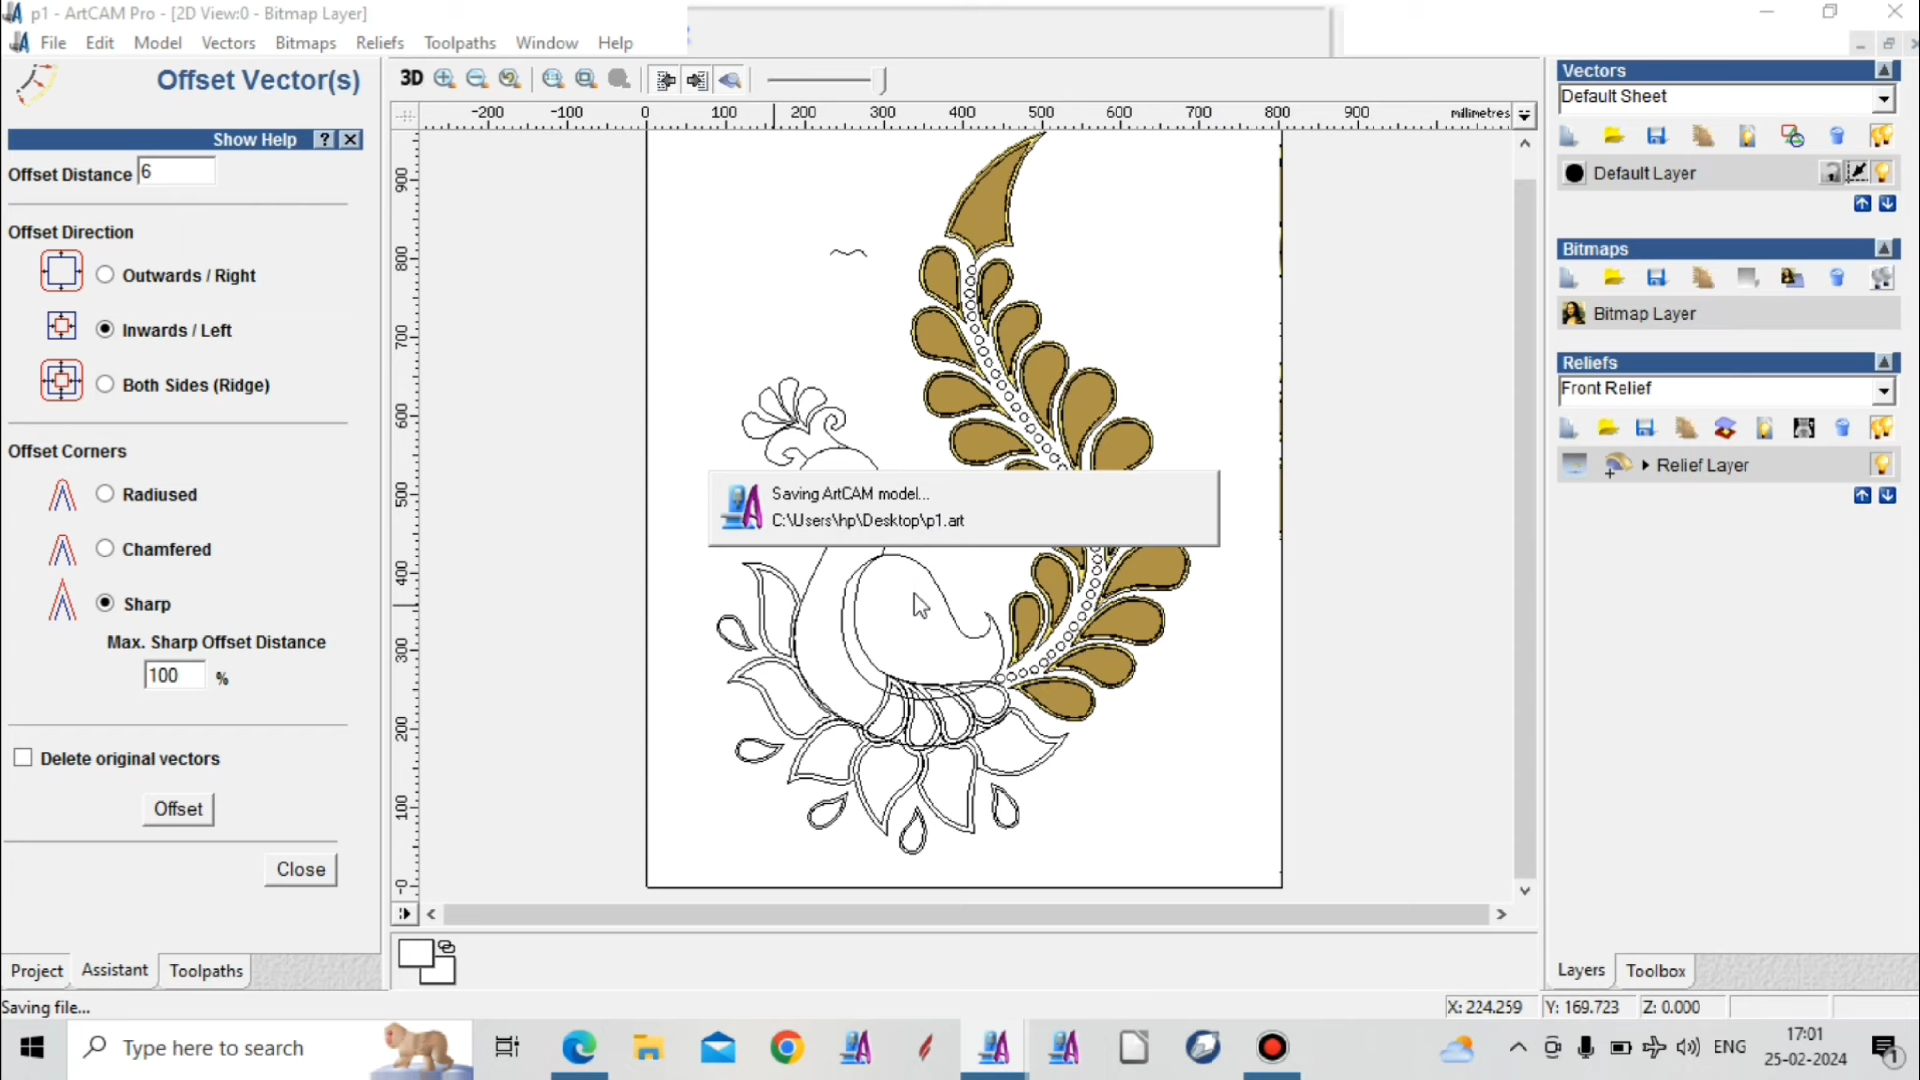 p1 - ArtCAM Pro - [2D View:0 - Bitmap Layer]
File Edit Model Vectors Bitmaps Reliefs Toolpaths Window Help
Offset Vector(s)
Show Help ?
Offset Distance 6
Offset Direction
Outwards / Right
Inwards / Left
Both Sides (Ridge)
Offset Corners
Radiused
Chamfered
Sharp
Max. Sharp Offset Distance
100 %
Delete original vectors
Offset
Close
Project Assistant Toolpaths
Saving file...
3D
-200 -100 0 100 200 300 400 500 600 700 800 900 millimetres
900
800
700
600
500
400
300
200
100
-0
Saving ArtCAM model...
C:\Users\hp\Desktop\p1.art
Vectors
Default Sheet
Default Layer
Bitmaps
Bitmap Layer
Reliefs
Front Relief
Relief Layer
Layers Toolbox
X: 224.259 Y: 169.723 Z: 0.000
Type here to search
ENG
17:01
25-02-2024
1